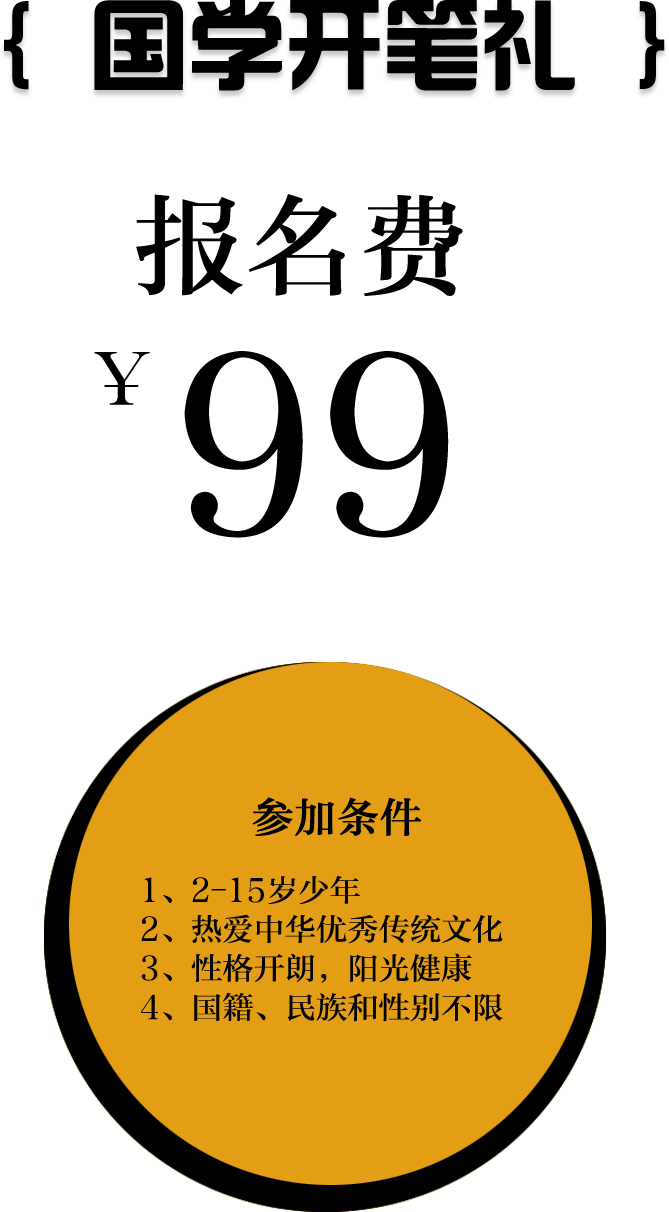 { 国学开笔礼 }
报名费
¥99
参加条件
1、2-15岁少年
2、热爱中华优秀传统文化
3、性格开朗，阳光健康
4、国籍、民族和性别不限